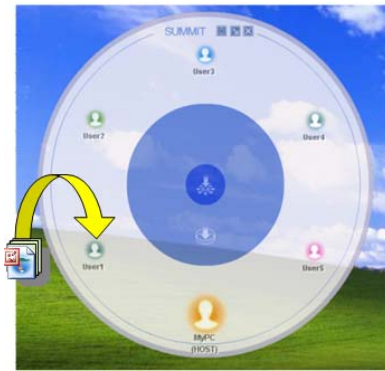 SUMMIT
User3
User2
User4
User1
User5
MyPC
(HOST)